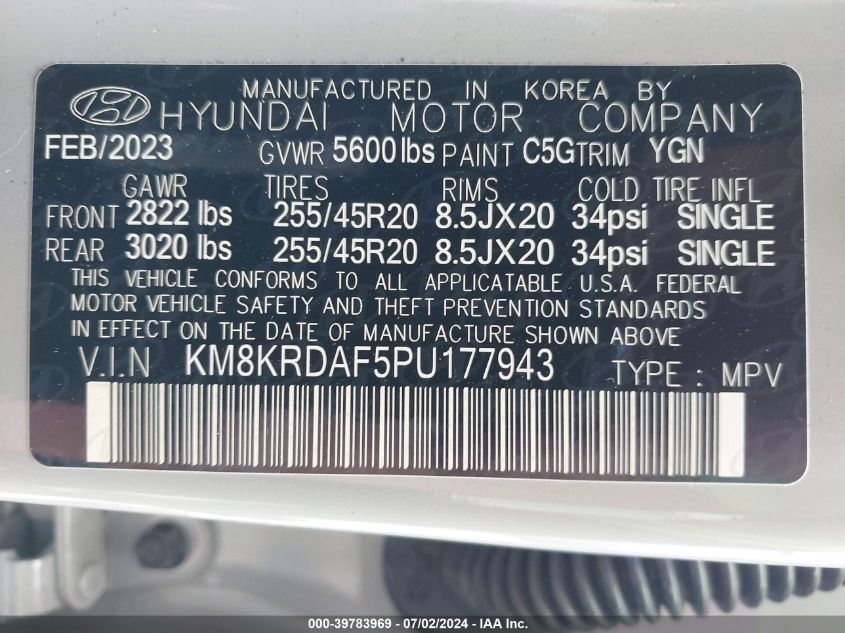 MANUFACTURED IN KOREA BY
HYUNDAI MOTOR COMPANY
FEB/2023 GVWR 5600 lbs PAINT C5G TRIM YGN
GAWR TIRES RIMS COLD TIRE INFL
FRONT 2822 lbs 255/45R20 8.5JX20 34psi SINGLE
REAR 3020 lbs 255/45R20 8.5JX20 34psi SINGLE
THIS VEHICLE CONFORMS TO ALL APPLICATABLE U.S.A. FEDERAL
MOTOR VEHICLE SAFETY AND THEFT PREVENTION STANDARDS
IN EFFECT ON THE DATE OF MANUFACTURE SHOWN ABOVE
V.I.N KM8KRDAF5PU177943 TYPE : MPV
000-39783969 - 07/02/2024 - IAA Inc.